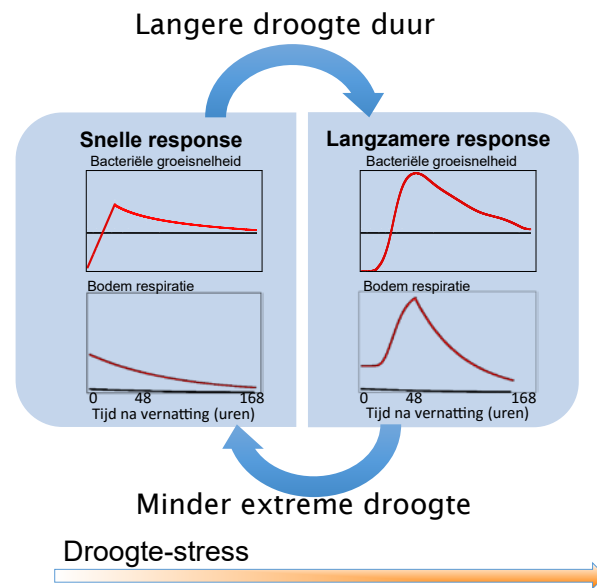 Langere droogte duur
Snelle response
Bacteriële groeisnelheid
Bodem respiratie
0 48 168
Tijd na vernatting (uren)
Langzamere response
Bacteriële groeisnelheid
Bodem respiratie
0 48 168
Tijd na vernatting (uren)
Minder extreme droogte
Droogte-stress